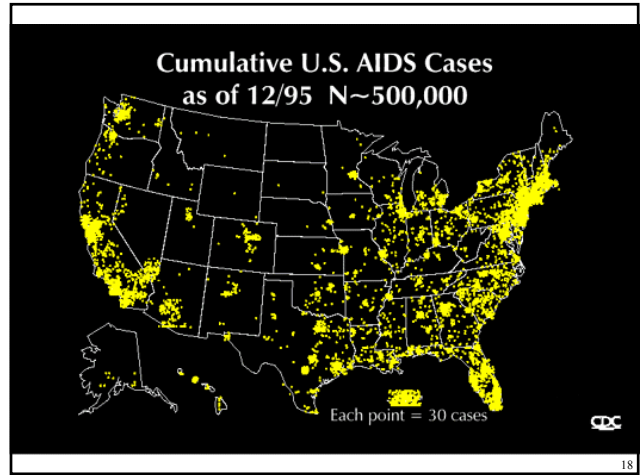 Cumulative U.S. AIDS Cases
as of 12/95 N~500,000
Each point = 30 cases
CDC
18